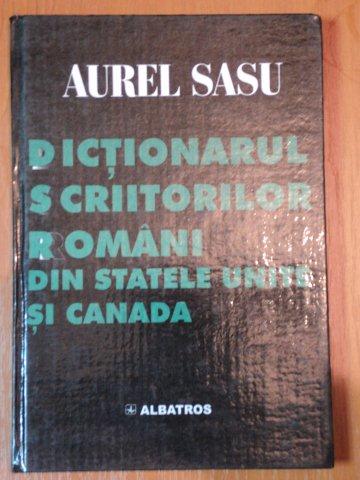 AUREL SASU
DICȚIONARUL
SCRIITORILOR
ROMÂNI
DIN STATELE UNITE
ȘI CANADA
ALBATROS